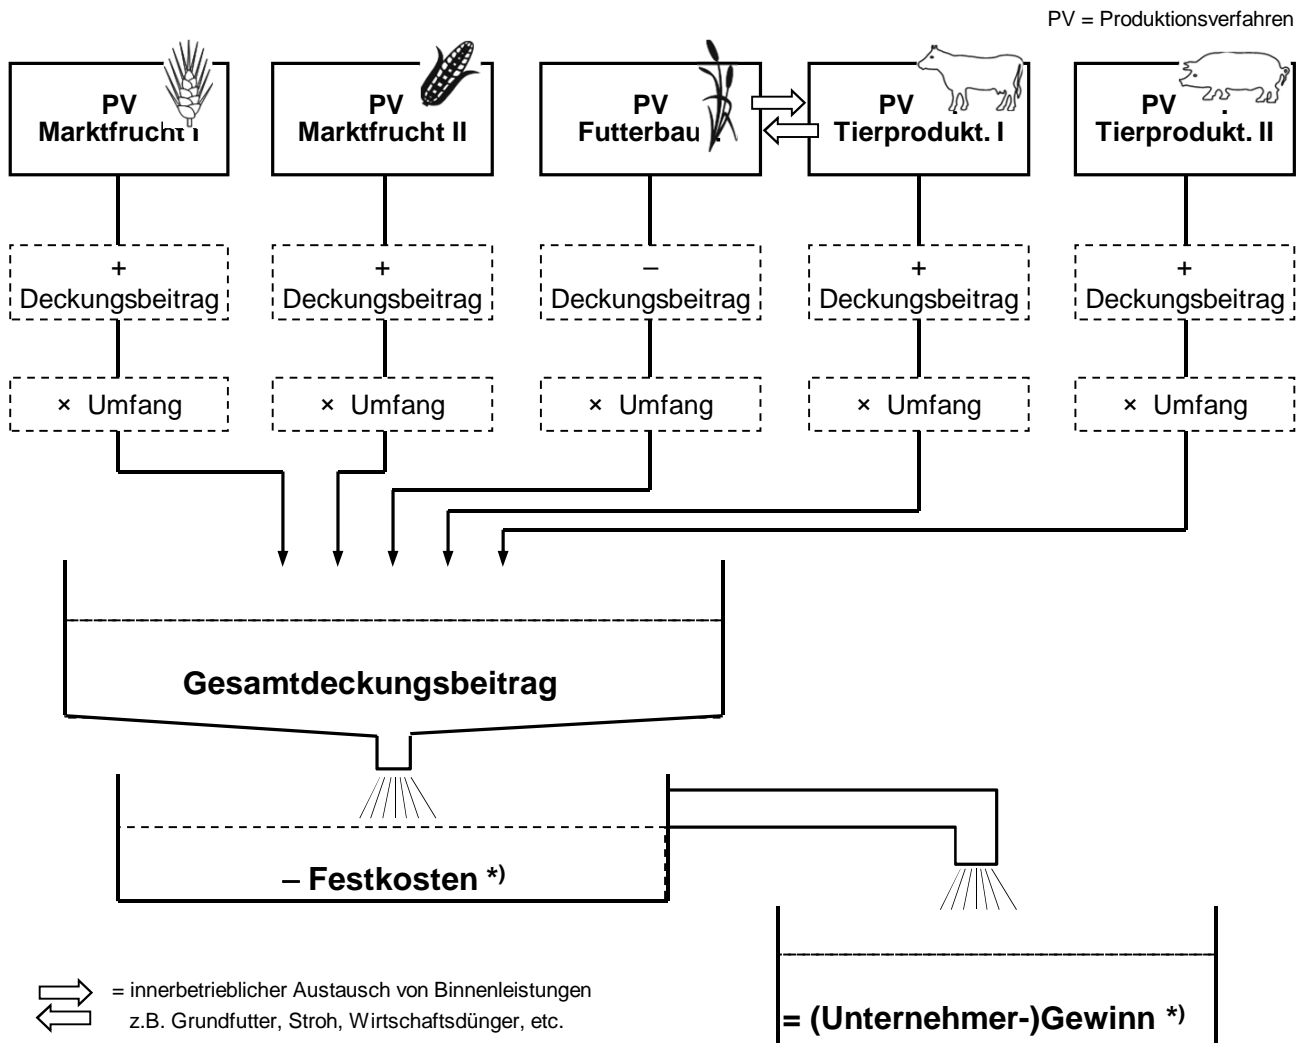 PV = Produktionsverfahren
PV
Marktfrucht I
PV
Marktfrucht II
PV
Futterbau
PV
Tierprodukt. I
PV
Tierprodukt. II
+
Deckungsbeitrag
+
Deckungsbeitrag
–
Deckungsbeitrag
+
Deckungsbeitrag
+
Deckungsbeitrag
× Umfang
× Umfang
× Umfang
× Umfang
× Umfang
Gesamtdeckungsbeitrag
– Festkosten *)
= innerbetrieblicher Austausch von Binnenleistungen
z.B. Grundfutter, Stroh, Wirtschaftsdünger, etc.
= (Unternehmer-)Gewinn *)